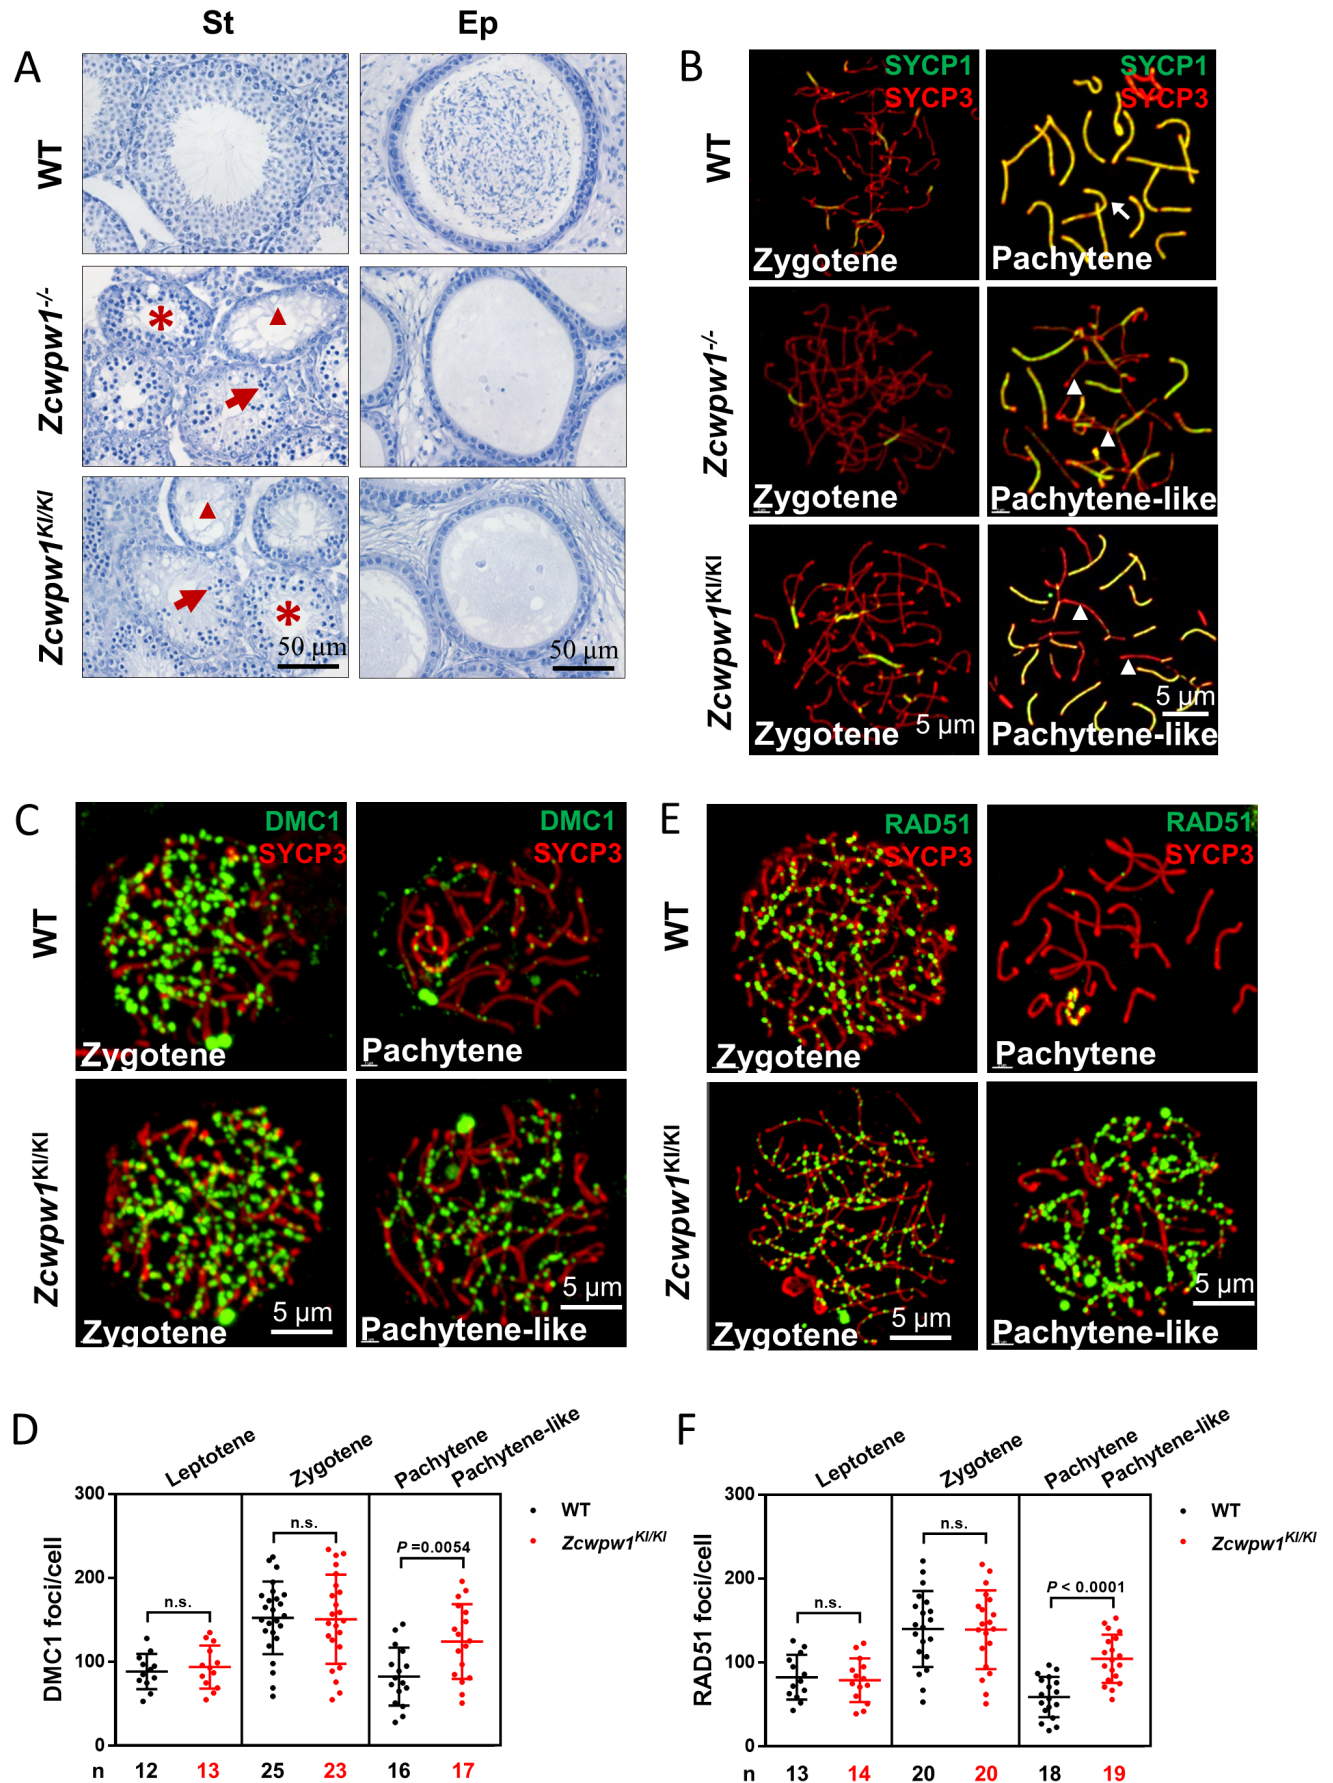 St Ep
A
WT
Zcwpw1-/-
Zcwpw1KI/KI
50 μm
50 μm
B
WT
SYCP1
SYCP3
Zygotene
SYCP1
SYCP3
Pachytene
Zcwpw1-/-
Zygotene
Pachytene-like
Zcwpw1KI/KI
Zygotene
5 μm
5 μm
Pachytene-like
C
WT
DMC1
SYCP3
Zygotene
DMC1
SYCP3
Pachytene
Zcwpw1KI/KI
5 μm
Zygotene
5 μm
Pachytene-like
E
WT
RAD51
SYCP3
Zygotene
RAD51
SYCP3
Pachytene
Zcwpw1KI/KI
5 μm
Zygotene
5 μm
Pachytene-like
D
Leptotene
Zygotene
Pachytene
Pachytene-like
DMC1 foci/cell
300
200
100
0
n.s.
n.s.
P =0.0054
WT
Zcwpw1KI/KI
n 12 13 25 23 16 17
F
Leptotene
Zygotene
Pachytene
Pachytene-like
RAD51 foci/cell
300
200
100
0
n.s.
n.s.
P < 0.0001
WT
Zcwpw1KI/KI
n 13 14 20 20 18 19